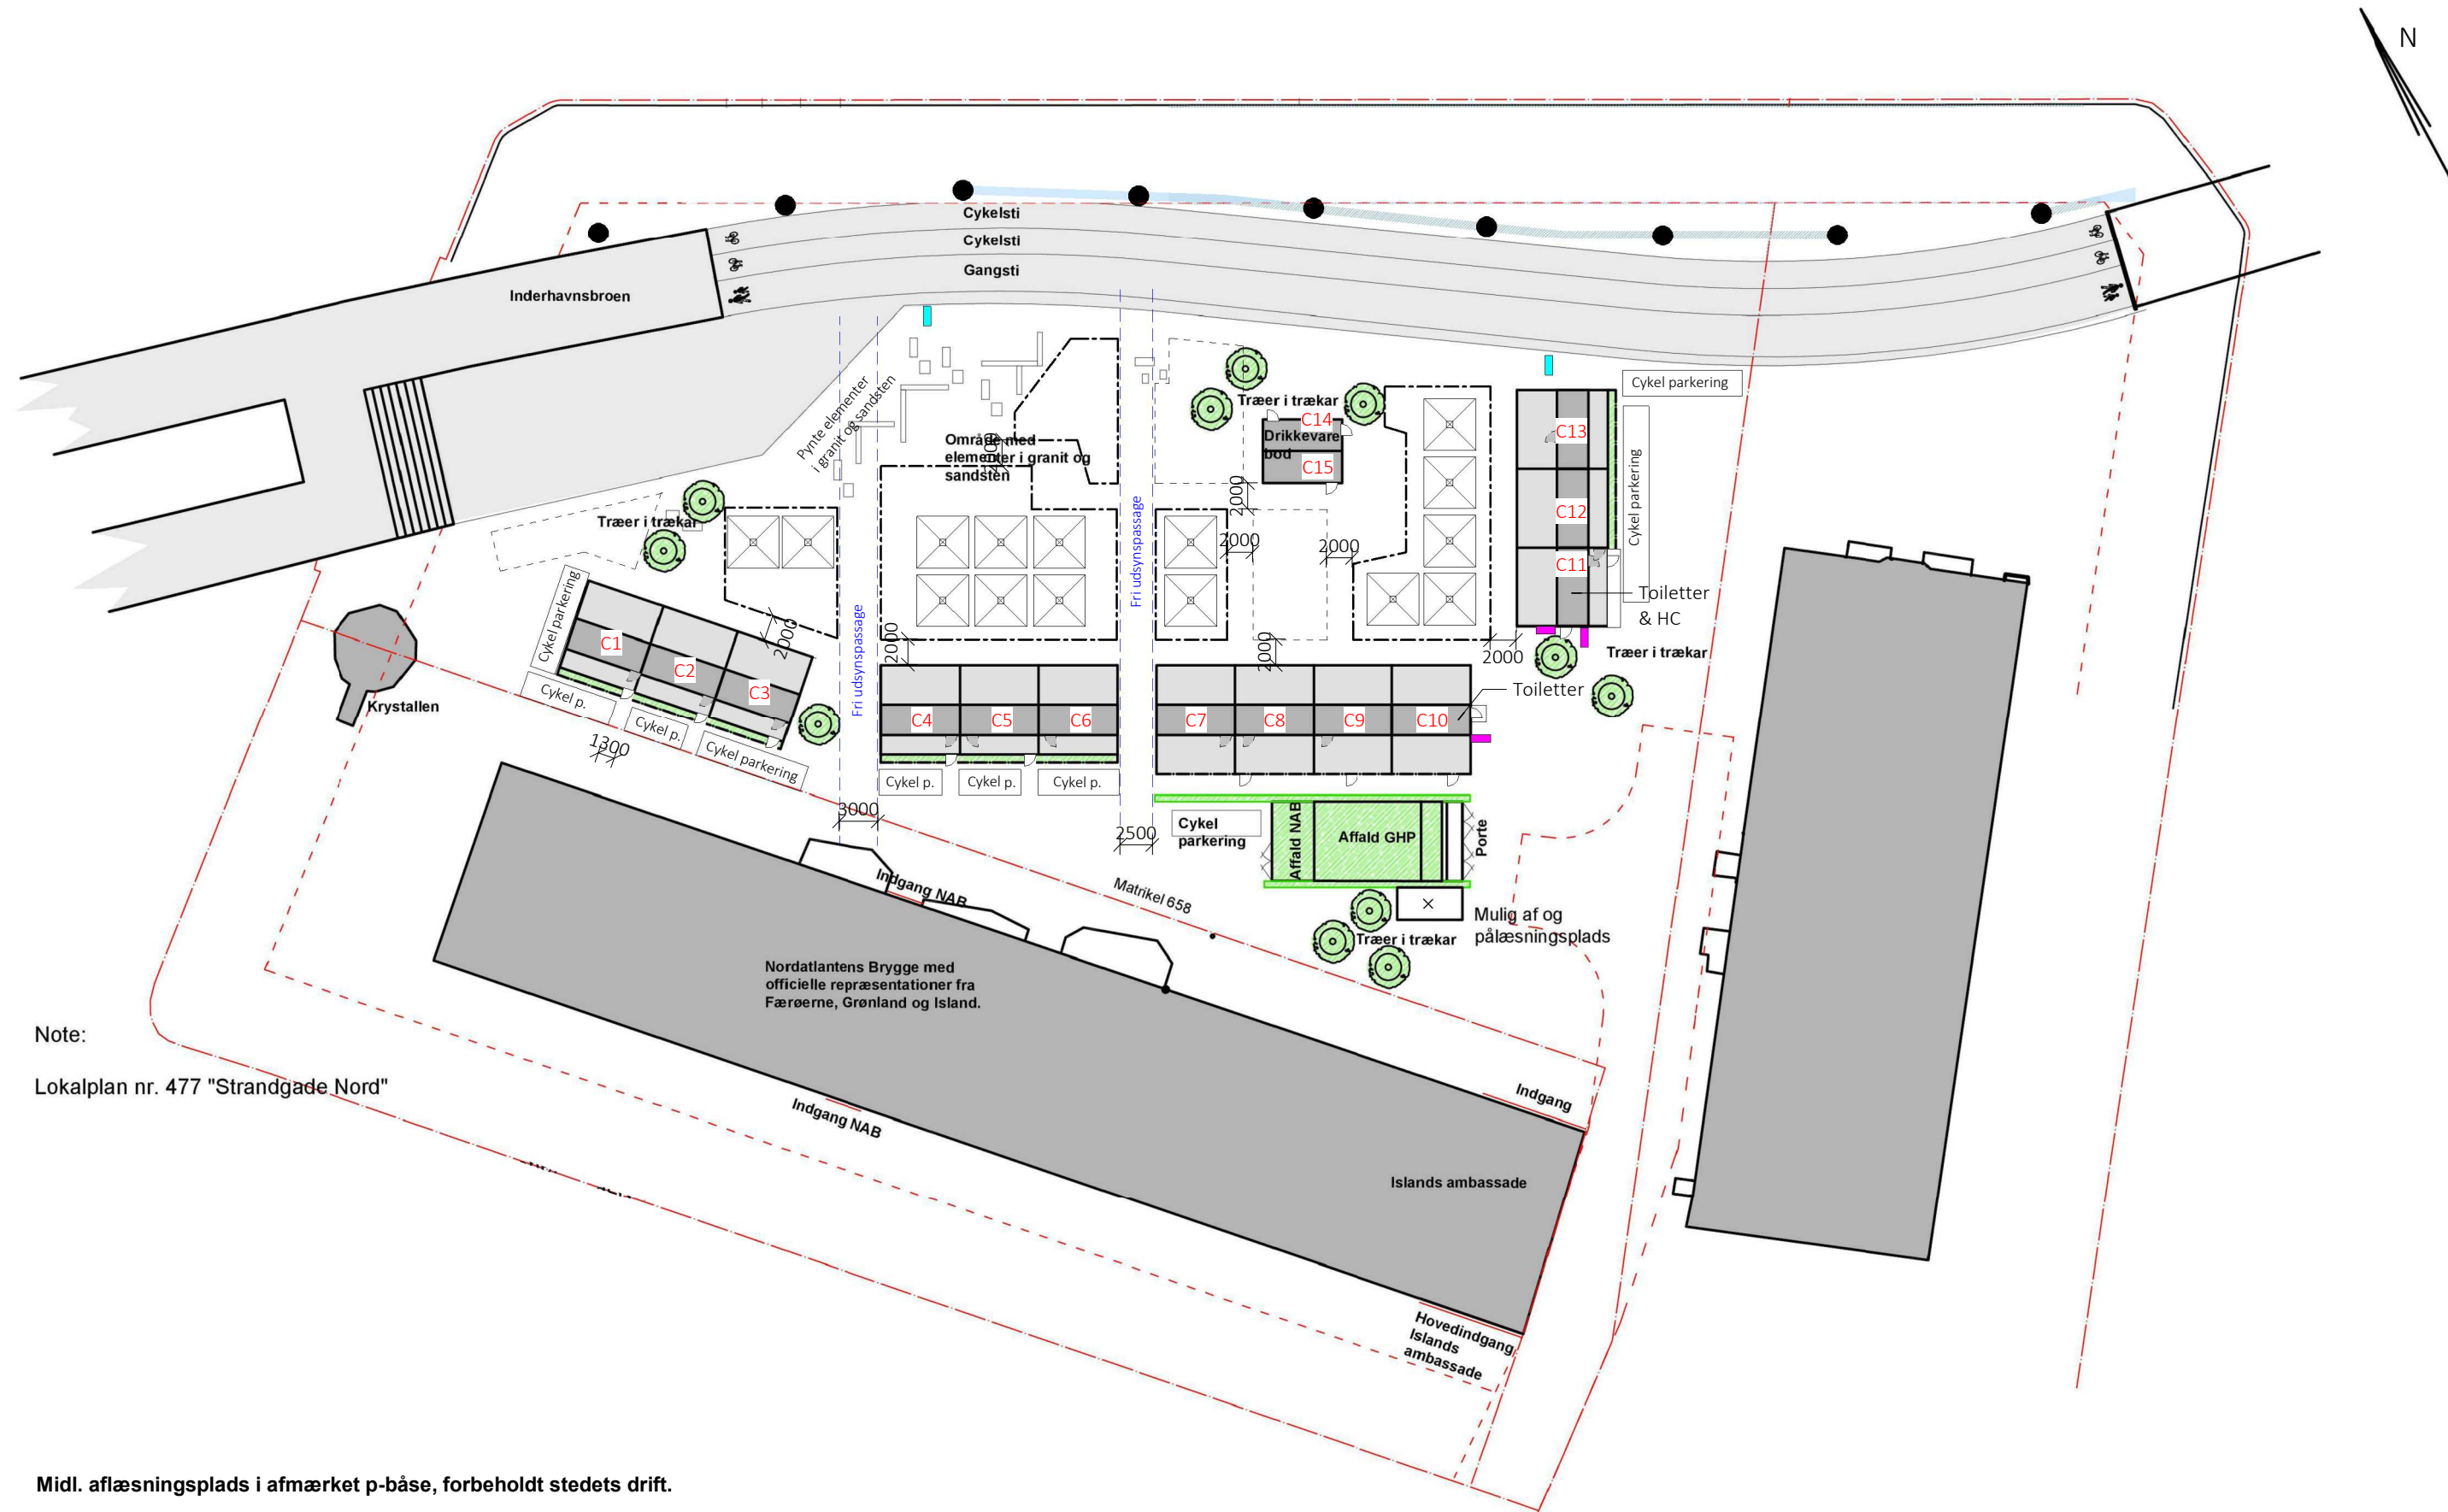 N
Cykelsti
Cykelsti
Gangsti
Inderhavnsbroen
Cykel parkering
Cykel parkering
Pynte elementer
i granit og sandsten
Område med
elementer i granit og
sandsten
Træer i trækar
C14
Drikkevare
bod
C15
C13
C12
C11
Toiletter
& HC
Træer i trækar
Træer i trækar
Fri udsynspassage
Fri udsynspassage
2000
2000
2000
2000
2000
2000
2000
Cykel parkering
C1
C2
C3
Cykel p.
Cykel p.
Cykel parkering
1300
Krystallen
C4
C5
C6
C7
C8
C9
C10
Toiletter
Cykel p.
Cykel p.
Cykel p.
3000
2500
Cykel
parkering
Affald NAB
Affald GHP
Porte
Matrikel 658
Mulig af og
pålæsningsplads
Træer i trækar
Indgang NAB
Nordatlantens Brygge med
officielle repræsentationer fra
Færøerne, Grønland og Island.
Note:
Lokalplan nr. 477 "Strandgade Nord"
Indgang NAB
Indgang
Islands ambassade
Hovedindgang
Islands
ambassade
Midl. aflæsningsplads i afmærket p-båse, forbeholdt stedets drift.